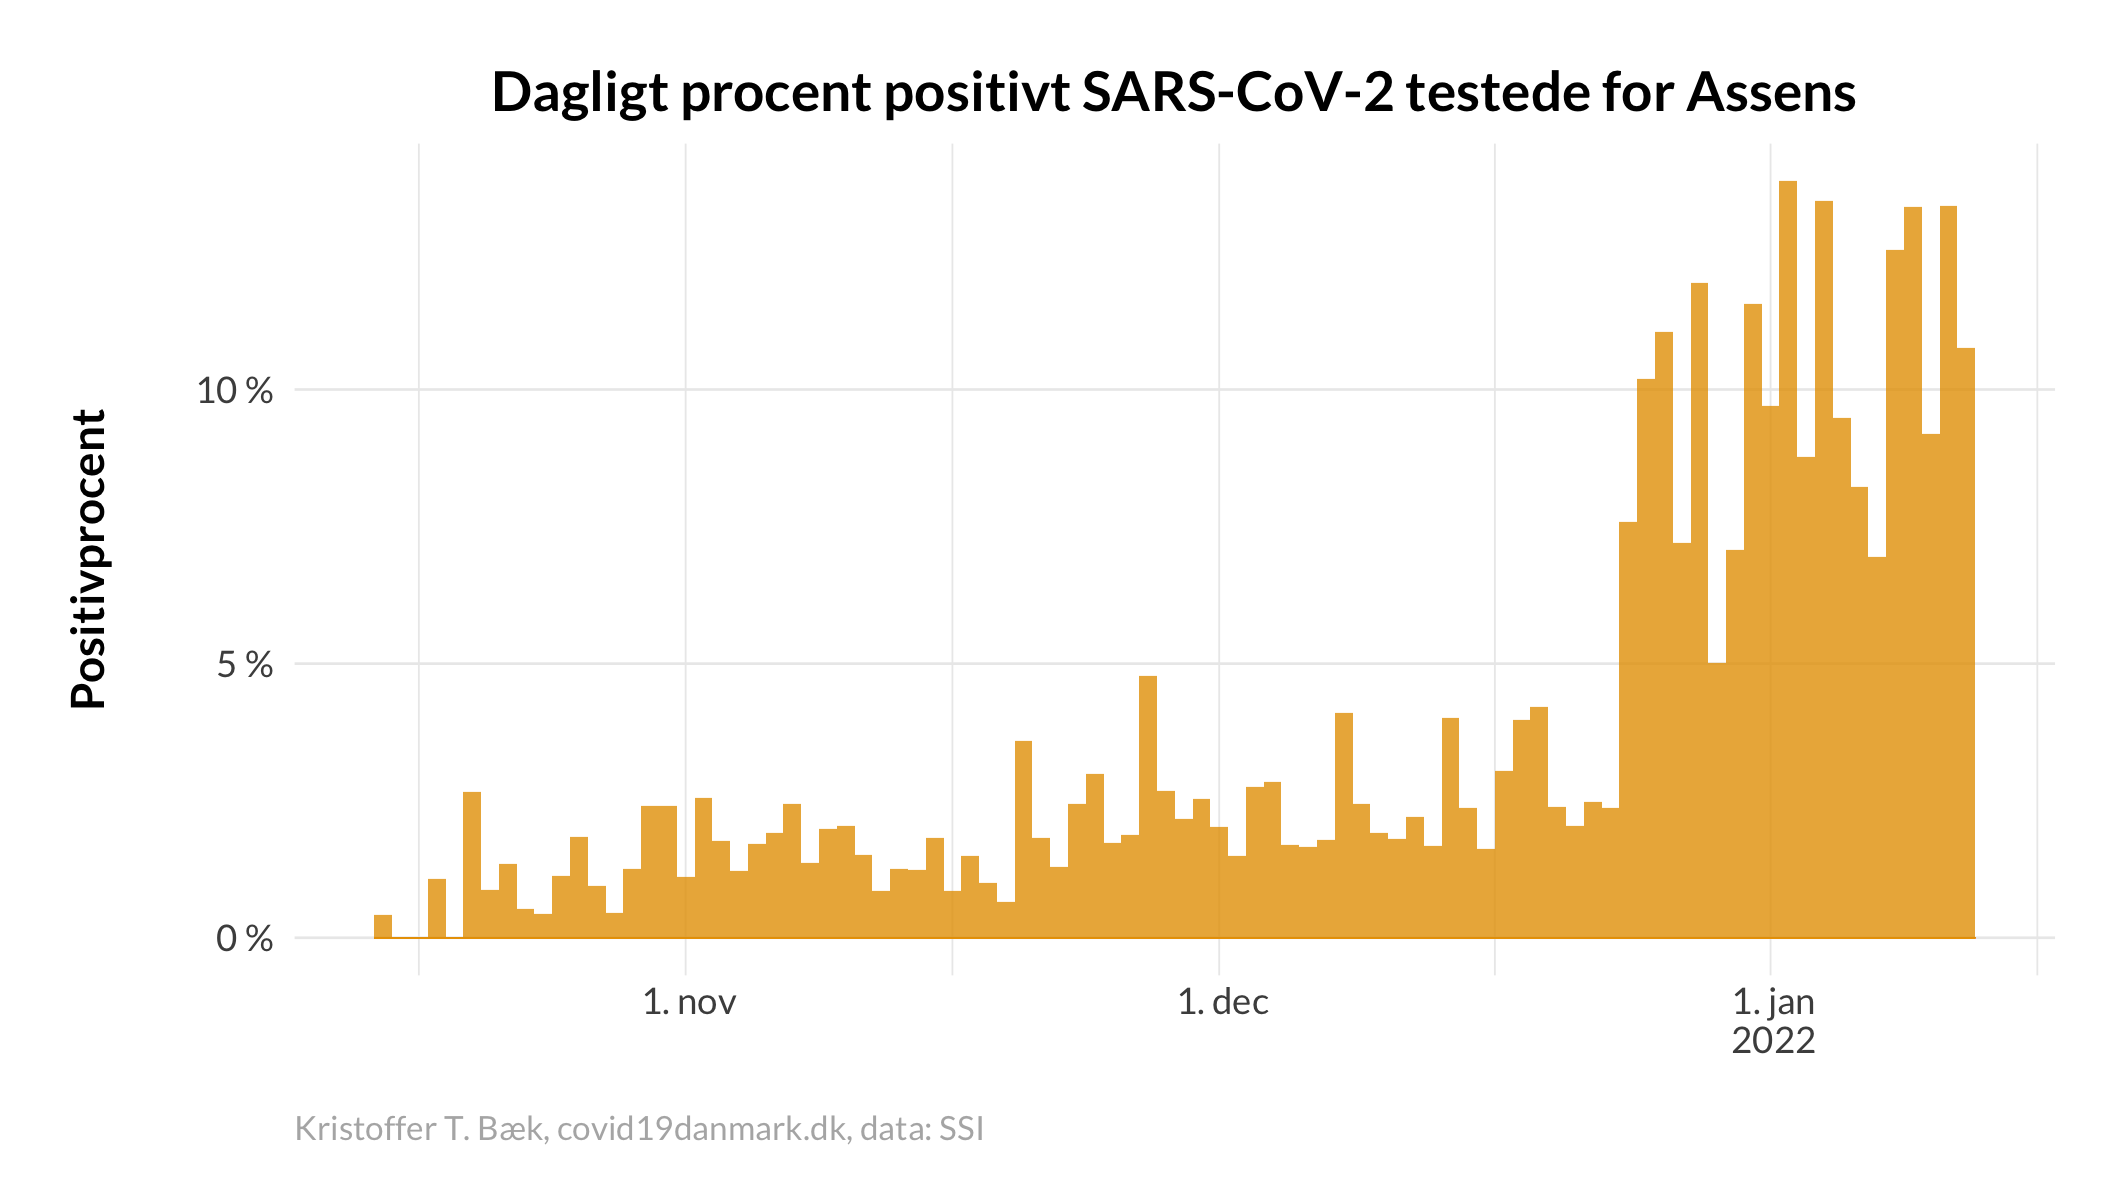 Dagligt procent positivt SARS-CoV-2 testede for Assens
Positivprocent
10 %
5 %
0 %
1. nov
1. dec
1. jan
2022
Kristoffer T. Bæk, covid19danmark.dk, data: SSI